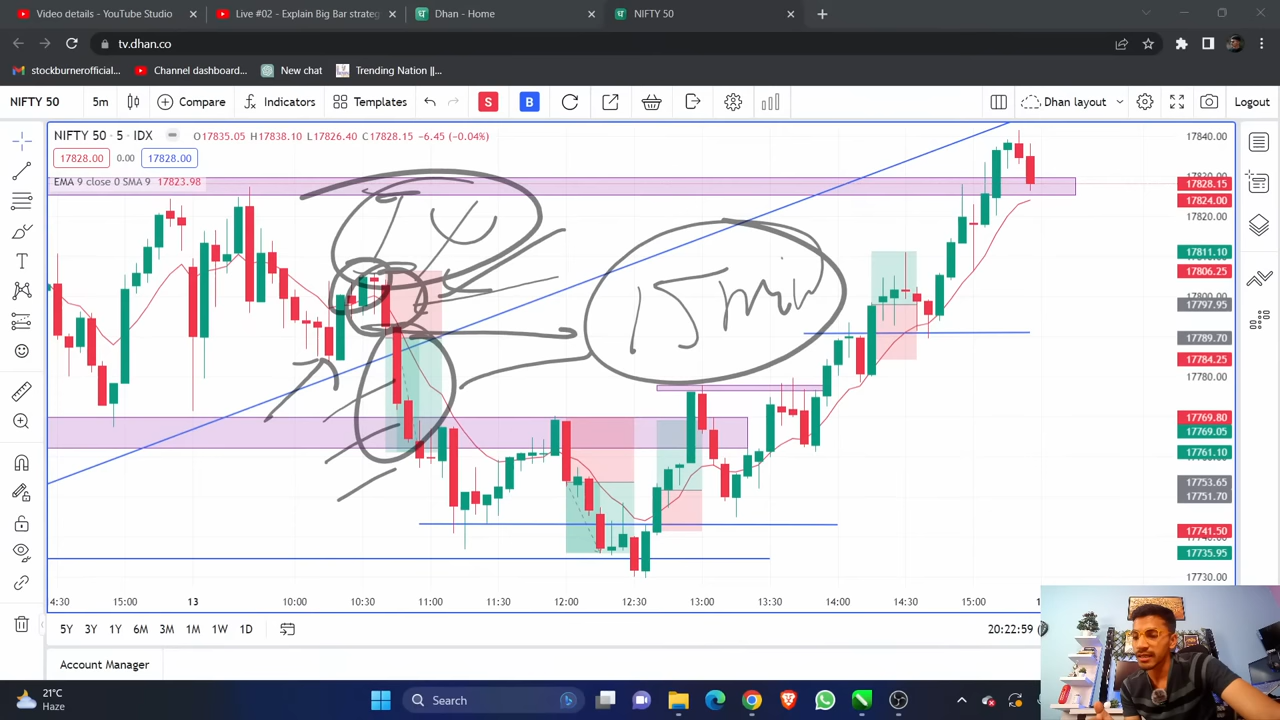 Video details - YouTube Studio
Live #02 - Explain Big Bar strateg
Dhan - Home
NIFTY 50
tv.dhan.co
stockburnerofficial...
Channel dashboard...
New chat
Trending Nation ||...
NIFTY 50
5m
Compare
Indicators
Templates
S
B
Dhan layout
Logout
NIFTY 50 · 5 · IDX
O17835.05 H17838.10 L17826.40 C17828.15 -6.45 (-0.04%)
17828.00
0.00
17828.00
EMA 9 close 0 SMA 9 17823.98
15 min
17840.00
17828.15
17824.00
17820.00
17811.10
17806.25
17800.00
17797.95
17789.70
17784.25
17780.00
17769.80
17769.05
17761.10
17753.65
17751.70
17741.50
17735.95
17730.00
4:30
15:00
13
10:00
10:30
11:00
11:30
12:00
12:30
13:00
13:30
14:00
14:30
15:00
5Y 3Y 1Y 6M 3M 1M 1W 1D
20:22:59
Account Manager
21°C
Haze
Search